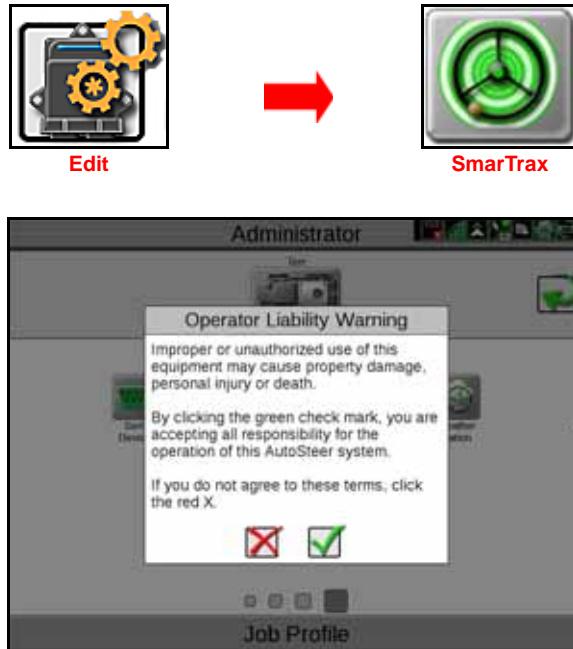 Edit
SmarTrax
Administrator
Operator Liability Warning
Improper or unauthorized use of this
equipment may cause property damage,
personal injury or death.
By clicking the green check mark, you are
accepting all responsibility for the
operation of this AutoSteer system.
If you do not agree to these terms, click
the red X.
Job Profile